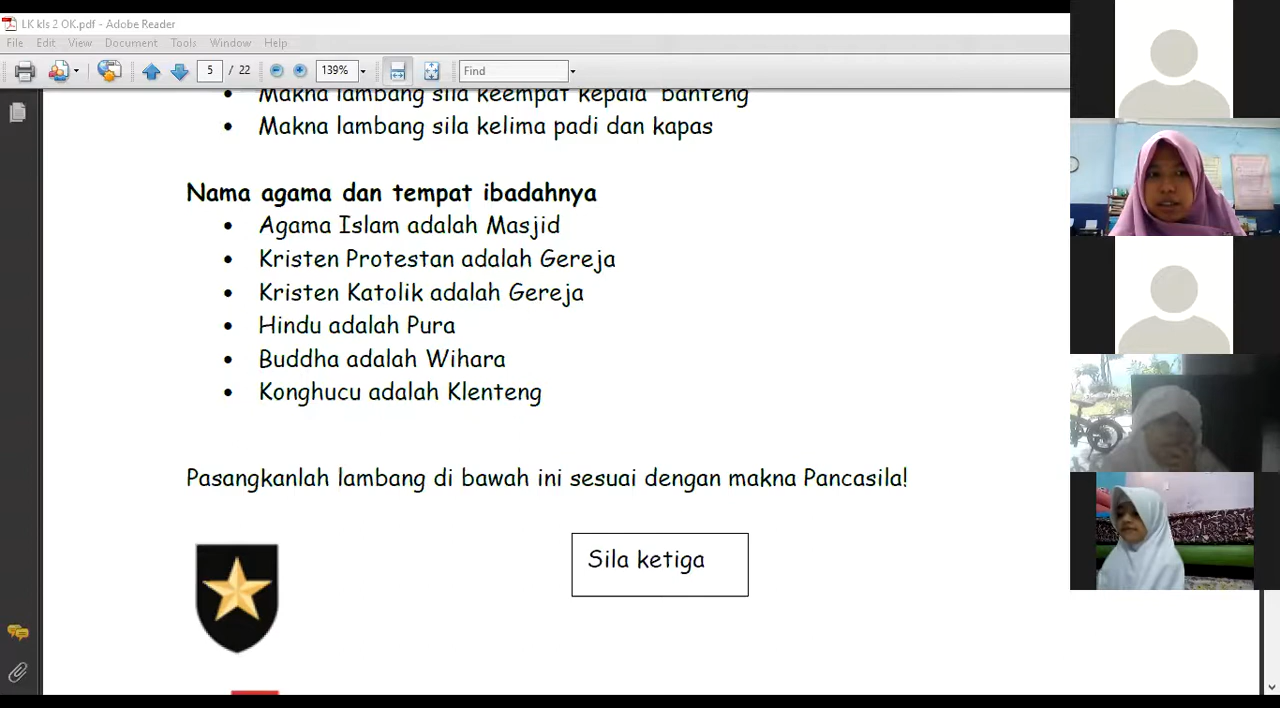 LK kls 2 OK.pdf - Adobe Reader
File Edit View Document Tools Window Help
5 / 22 139% Find
• Makna lambang sila keempat kepala banteng
• Makna lambang sila kelima padi dan kapas
Nama agama dan tempat ibadahnya
• Agama Islam adalah Masjid
• Kristen Protestan adalah Gereja
• Kristen Katolik adalah Gereja
• Hindu adalah Pura
• Buddha adalah Wihara
• Konghucu adalah Klenteng
Pasangkanlah lambang di bawah ini sesuai dengan makna Pancasila!
Sila ketiga